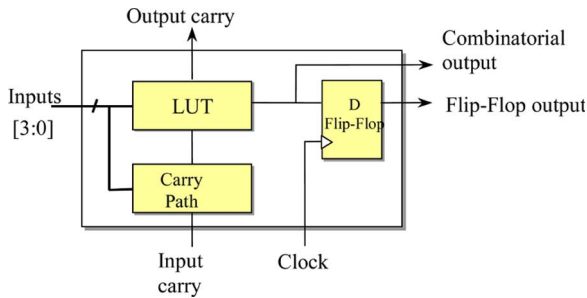 Output carry
Combinatorial
output
Inputs
[3:0]
LUT
D
Flip-Flop
Flip-Flop output
Carry
Path
Input
carry
Clock